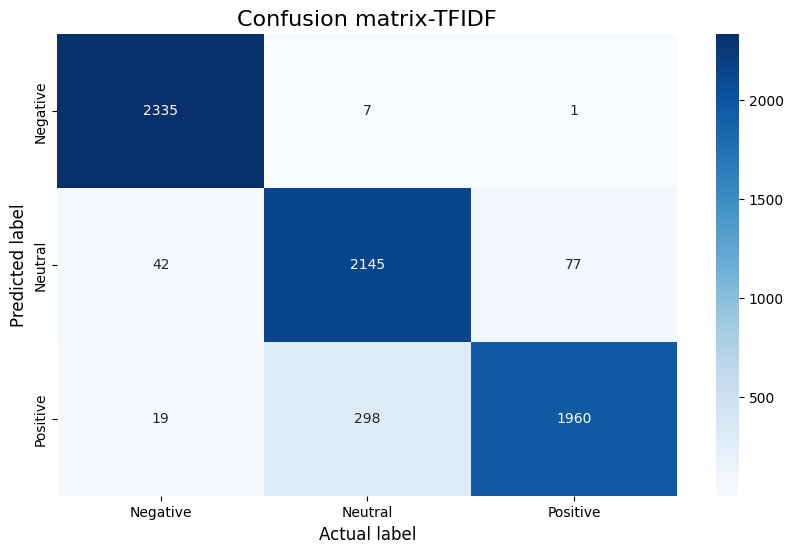 Confusion matrix-TFIDF
Negative
2335
7
1
Neutral
42
2145
77
Positive
19
298
1960
Negative
Neutral
Positive
Predicted label
Actual label
2000
1500
1000
500